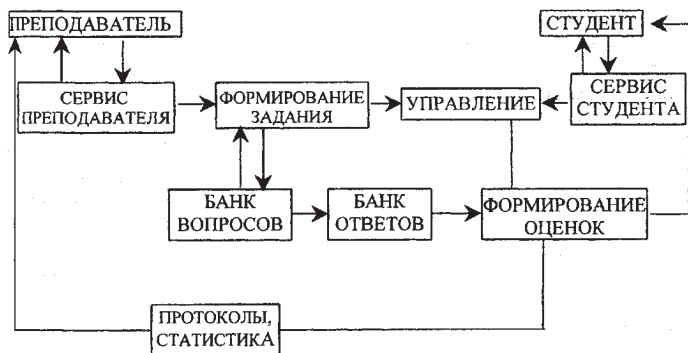 ПРЕПОДАВАТЕЛЬ
СТУДЕНТ
СЕРВИС
ПРЕПОДАВАТЕЛЯ
ФОРМИРОВАНИЕ
ЗАДАНИЯ
УПРАВЛЕНИЕ
СЕРВИС
СТУДЕНТА
БАНК
ВОПРОСОВ
БАНК
ОТВЕТОВ
ФОРМИРОВАНИЕ
ОЦЕНОК
ПРОТОКОЛЫ,
СТАТИСТИКА